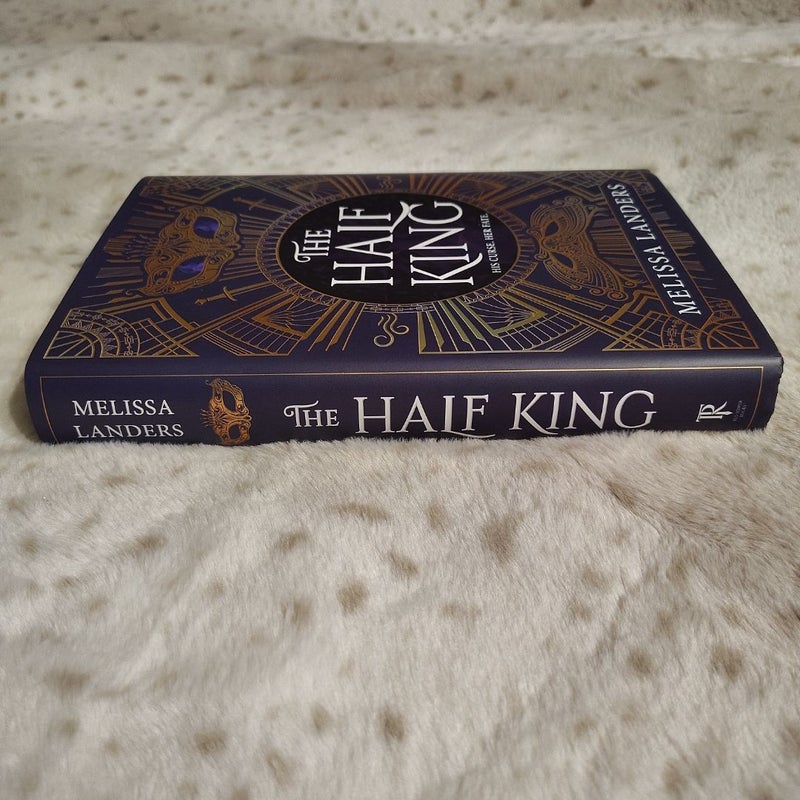 THE
HALF
KING
HIS CURSE. HER FATE.
MELISSA LANDERS
MELISSA
LANDERS
THE HALF KING